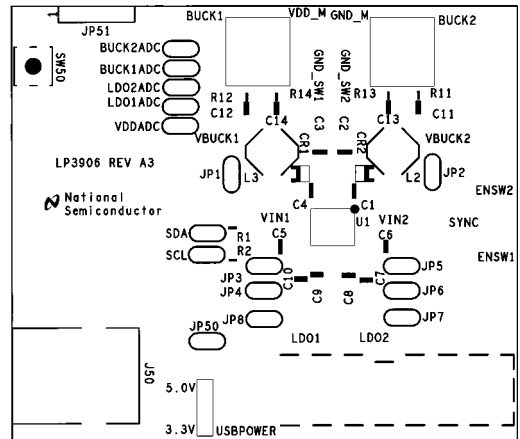 BUCK1
VDD_M
GND_M
BUCK2
JP51
SW50
BUCK2ADC
BUCK1ADC
LDO2ADC
LDO1ADC
VDDADC
GND_SW1
GND_SW2
R12
R14
R13
R11
C12
C11
C14
C3
C2
C13
VBUCK1
CR1
CR2
VBUCK2
LP3906 REV A3
JP1
L3
L2
JP2
National
Semiconductor
C4
C1
ENSW2
VIN1
U1
VIN2
SYNC
SDA
R1
C5
C6
SCL
R2
ENSW1
JP3
C10
C9
C8
C7
JP5
JP4
JP6
JP8
JP7
JP50
LDO1
LDO2
J50
5.0V
3.3V
USBPOWER